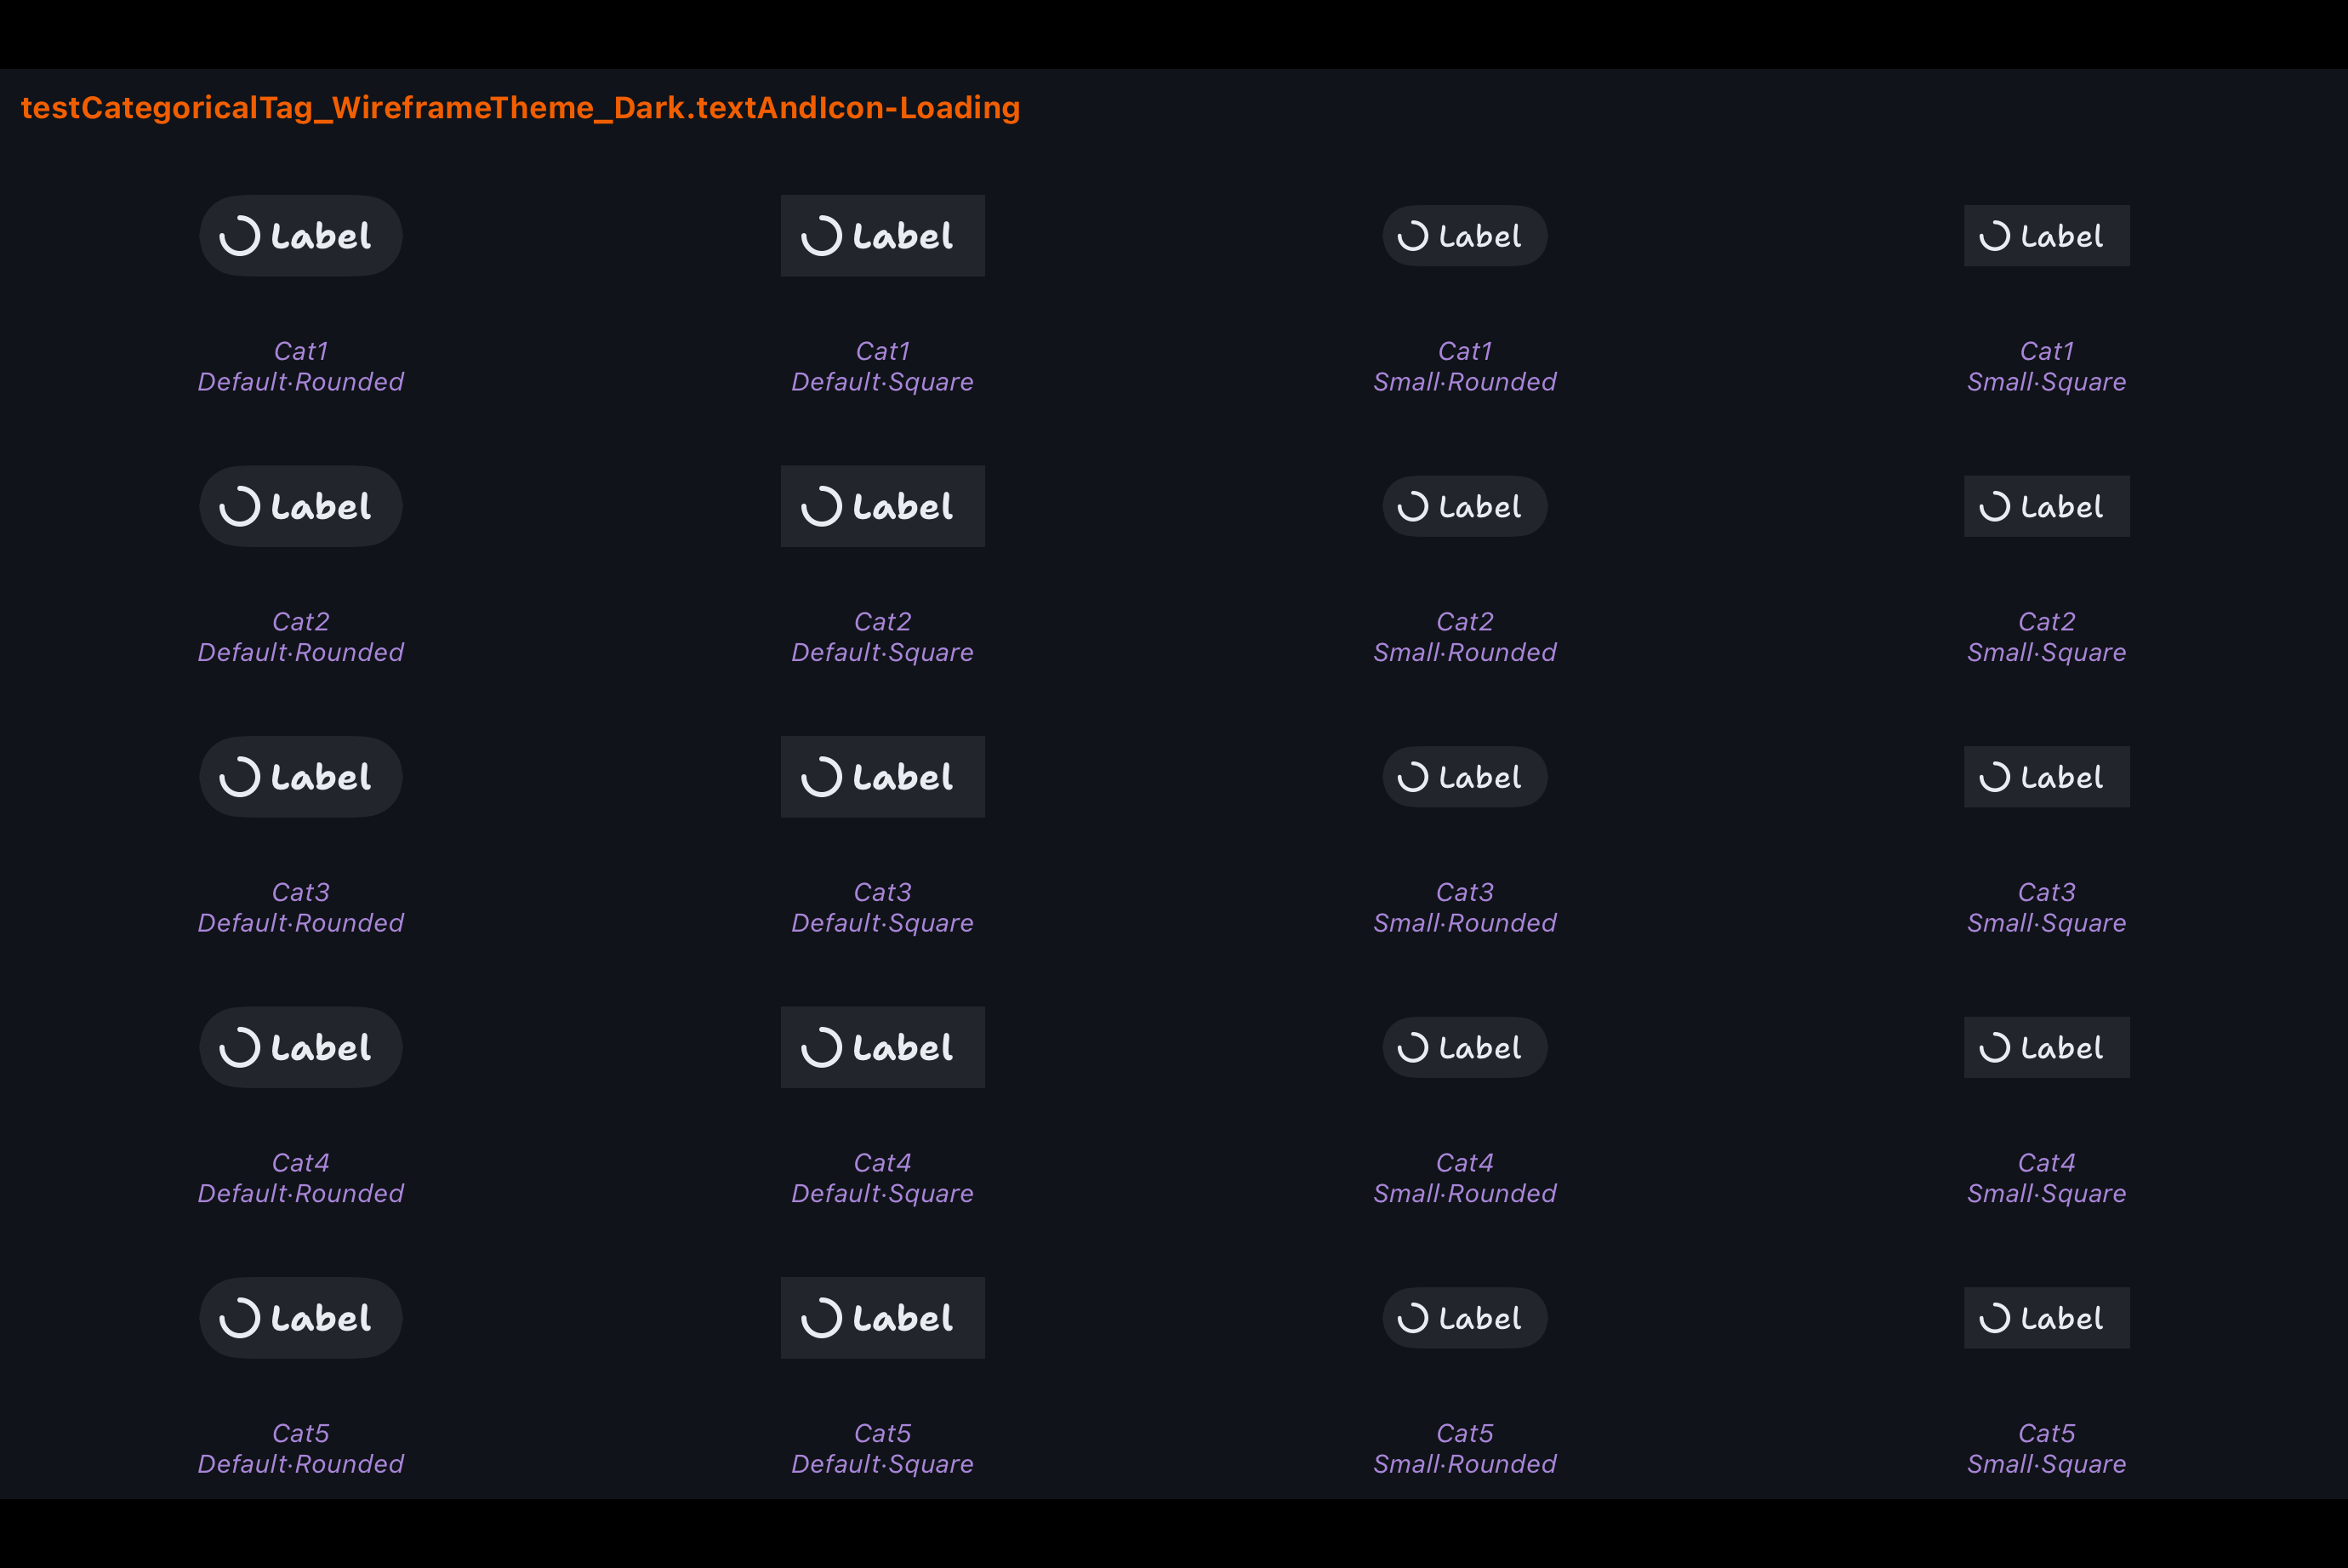 testCategoricalTag_WireframeTheme_Dark.textAndIcon-Loading
Label Label Label Label
Cat1 Cat1 Cat1 Cat1
Default·Rounded Default·Square Small·Rounded Small·Square
Label Label Label Label
Cat2 Cat2 Cat2 Cat2
Default·Rounded Default·Square Small·Rounded Small·Square
Label Label Label Label
Cat3 Cat3 Cat3 Cat3
Default·Rounded Default·Square Small·Rounded Small·Square
Label Label Label Label
Cat4 Cat4 Cat4 Cat4
Default·Rounded Default·Square Small·Rounded Small·Square
Label Label Label Label
Cat5 Cat5 Cat5 Cat5
Default·Rounded Default·Square Small·Rounded Small·Square